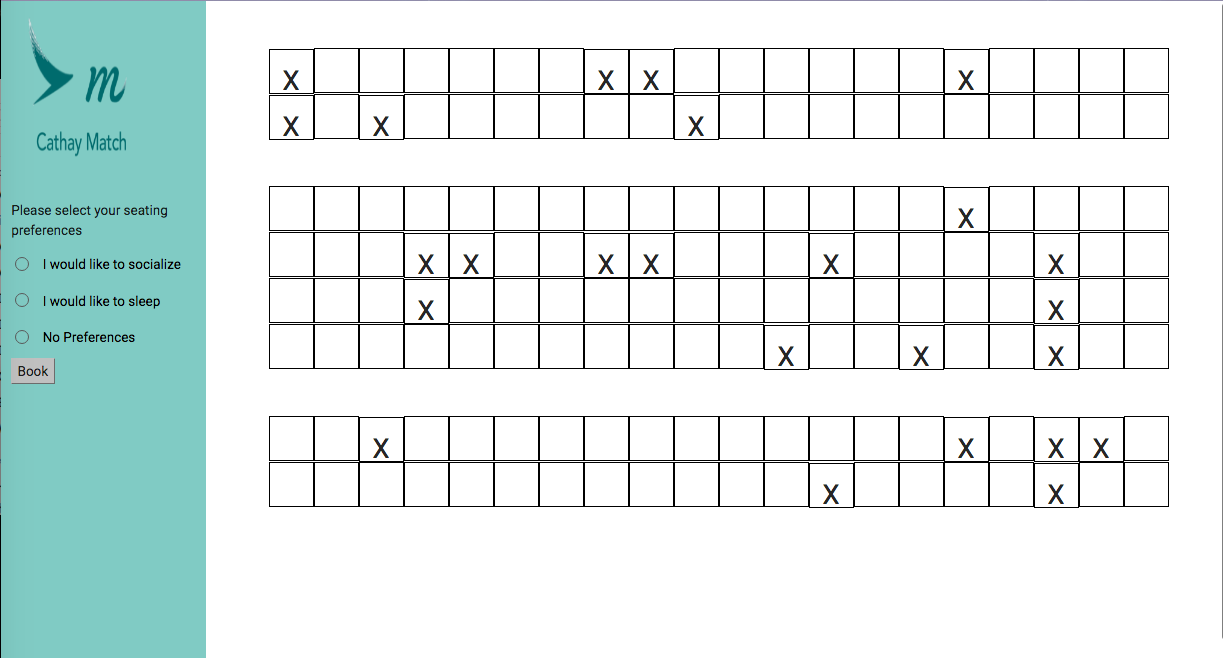 m
Cathay Match
Please select your seating
preferences
I would like to socialize
I would like to sleep
No Preferences
Book
X X X X
X X X
X
X X X X X X
X X
X X X
X X X X
X X